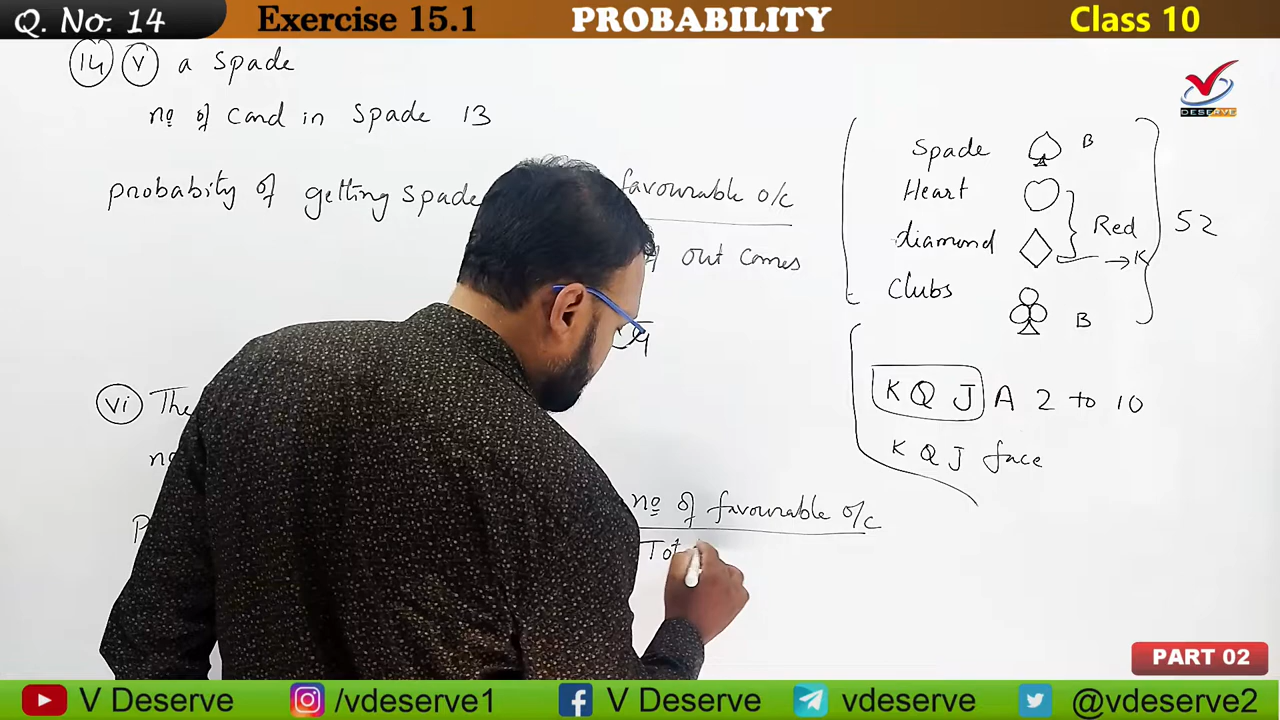 Q. No. 14
Exercise 15.1
PROBABILITY
Class 10
14 v a Spade
no of card in Spade 13
probabity of getting spade
favourable o/c
out comes
vi The
no of favourable o/c
Tot
Spade B
Heart
diamond
Red
K
Clubs B
52
K Q J A 2 to 10
K Q J face
V DESERVE
PART 02
V Deserve
/vdeserve1
V Deserve
vdeserve
@vdeserve2